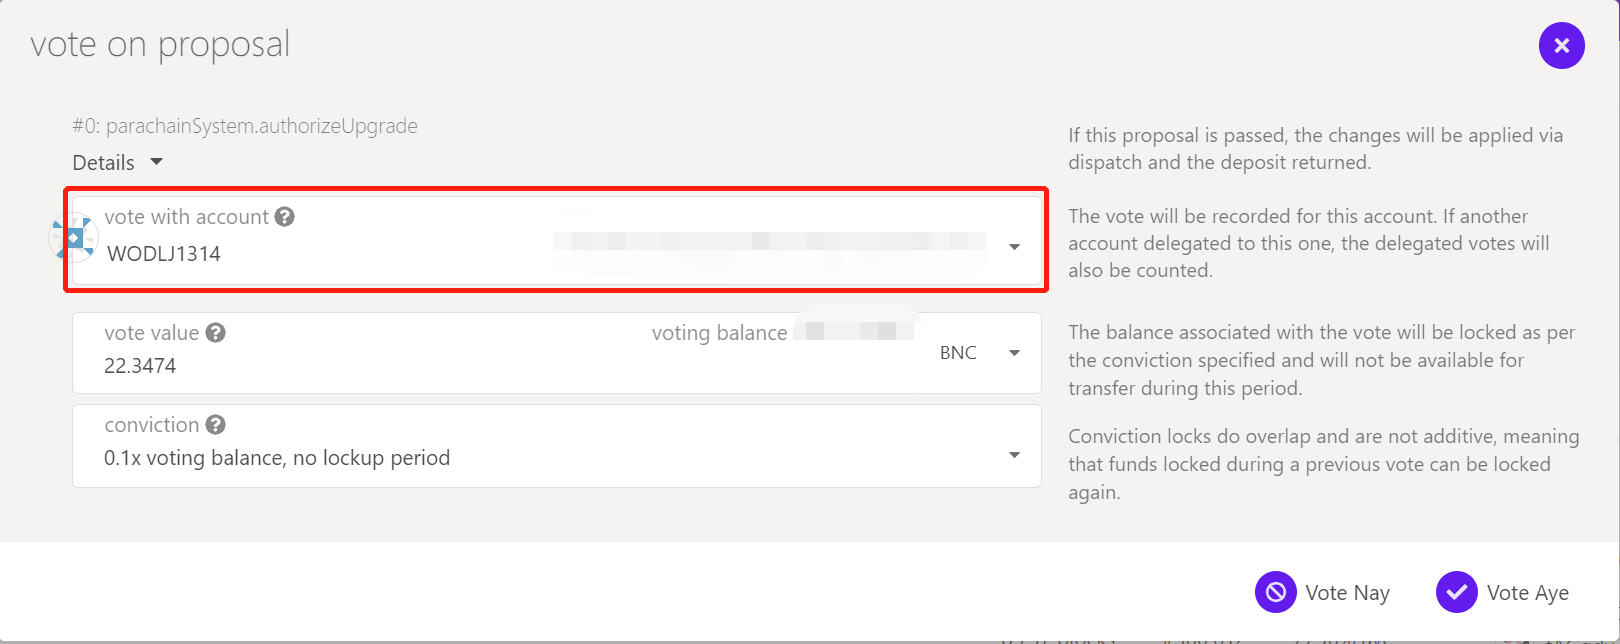 vote on proposal
#0: parachainSystem.authorizeUpgrade
Details
If this proposal is passed, the changes will be applied via
dispatch and the deposit returned.
vote with account
WODLJ1314
The vote will be recorded for this account. If another
account delegated to this one, the delegated votes will
also be counted.
vote value
22.3474
voting balance
BNC
The balance associated with the vote will be locked as per
the conviction specified and will not be available for
transfer during this period.
conviction
0.1x voting balance, no lockup period
Conviction locks do overlap and are not additive, meaning
that funds locked during a previous vote can be locked
again.
Vote Nay
Vote Aye